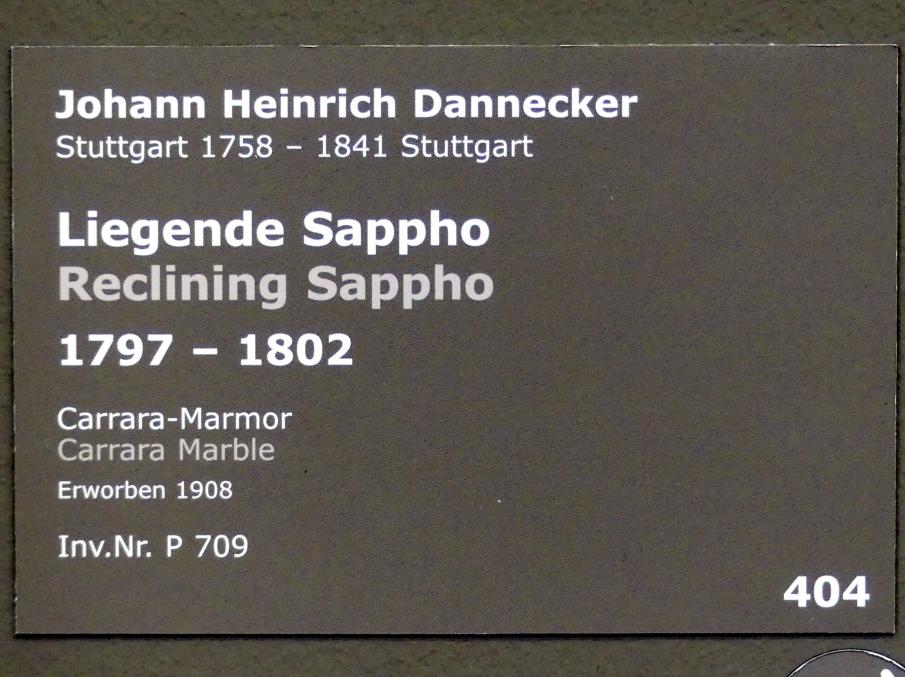 Johann Heinrich Dannecker
Stuttgart 1758 – 1841 Stuttgart
Liegende Sappho
Reclining Sappho
1797 – 1802
Carrara-Marmor
Carrara Marble
Erworben 1908
Inv.Nr. P 709
404